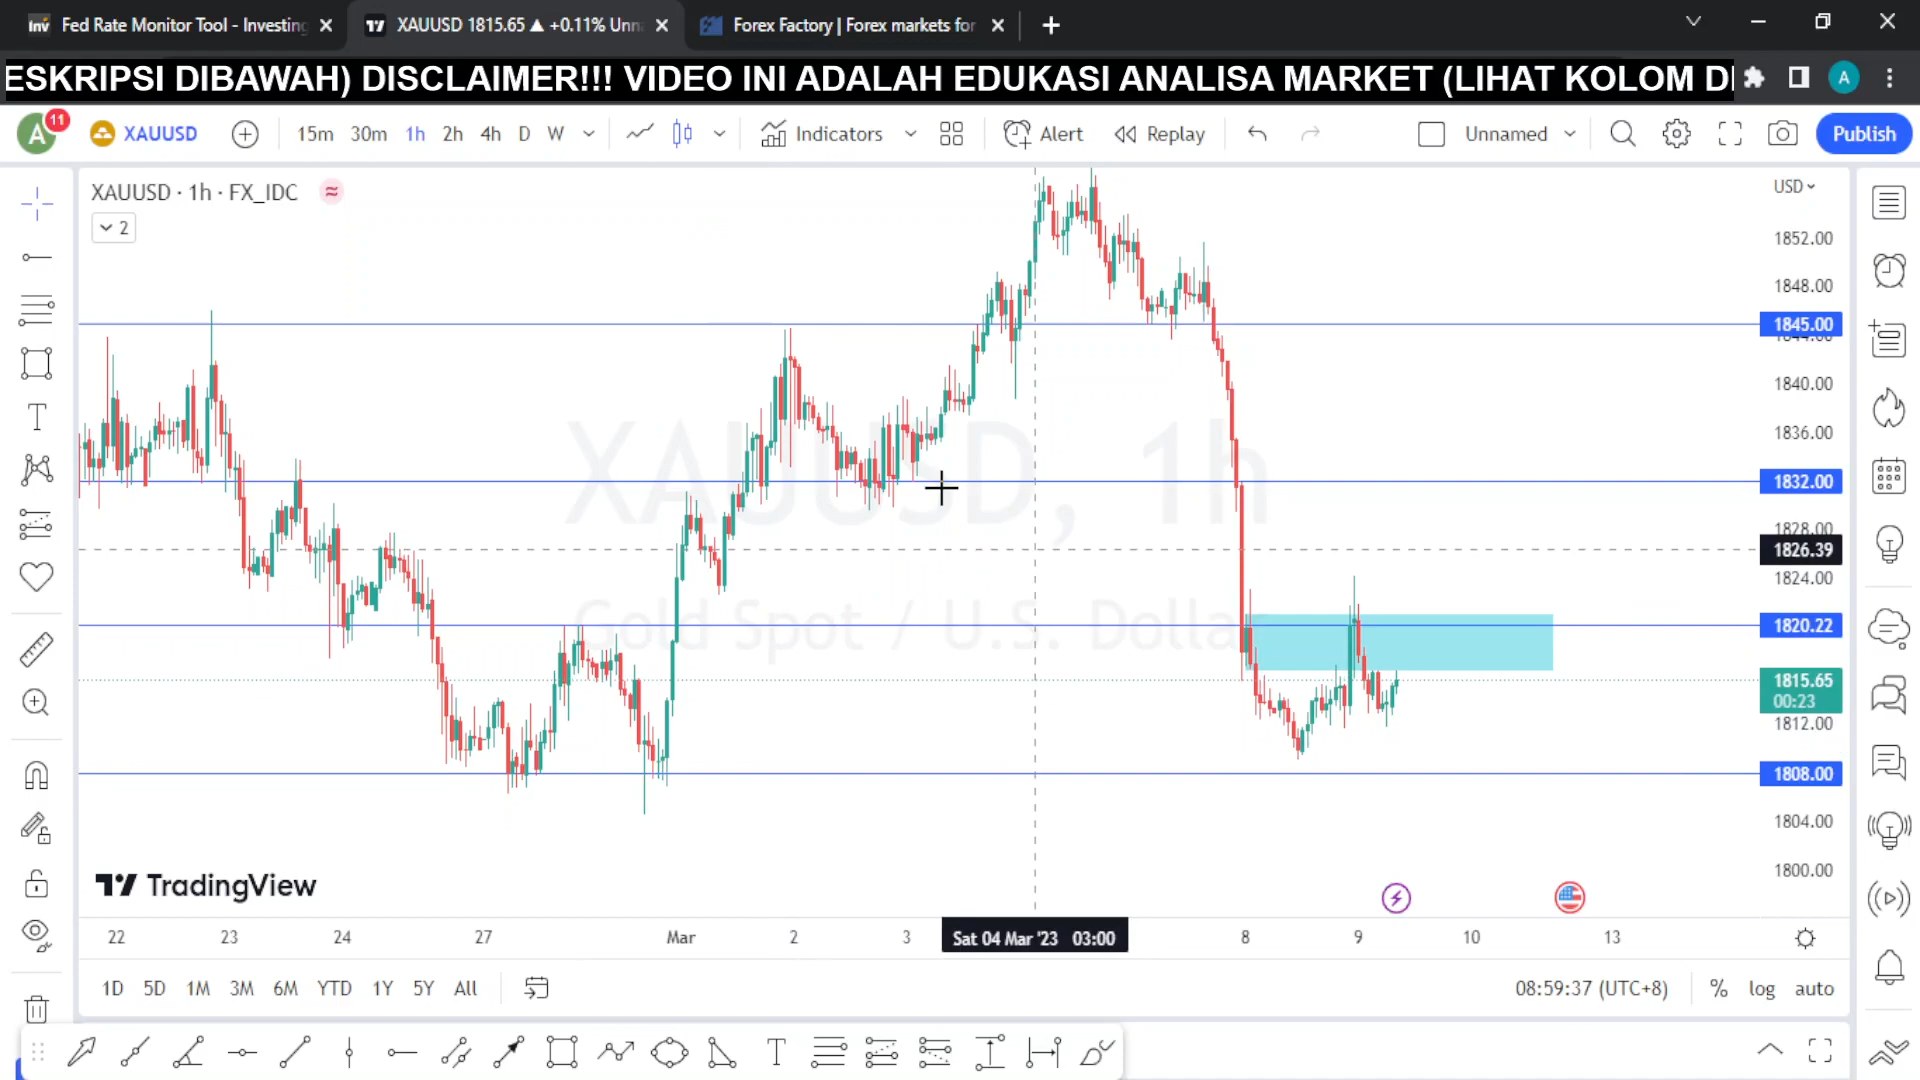 Fed Rate Monitor Tool - Investing
XAUUSD 1815.65 ▲ +0.11% Unn
Forex Factory | Forex markets for
ESKRIPSI DIBAWAH) DISCLAIMER!!! VIDEO INI ADALAH EDUKASI ANALISA MARKET (LIHAT KOLOM D
A
A 11
XAUUSD
15m 30m 1h 2h 4h D W
Indicators
Alert
Replay
Unnamed
Publish
XAUUSD · 1h · FX_IDC
2
USD
1852.00
1848.00
1845.00
1840.00
1836.00
1832.00
1828.00
1826.39
1824.00
1820.22
1815.65
00:23
1812.00
1808.00
1804.00
1800.00
XAUUSD, 1h
Gold Spot / U.S. Dollar
TradingView
22 23 24 27 Mar 2 3 Sat 04 Mar '23 03:00 8 9 10 13
1D 5D 1M 3M 6M YTD 1Y 5Y All
08:59:37 (UTC+8) % log auto